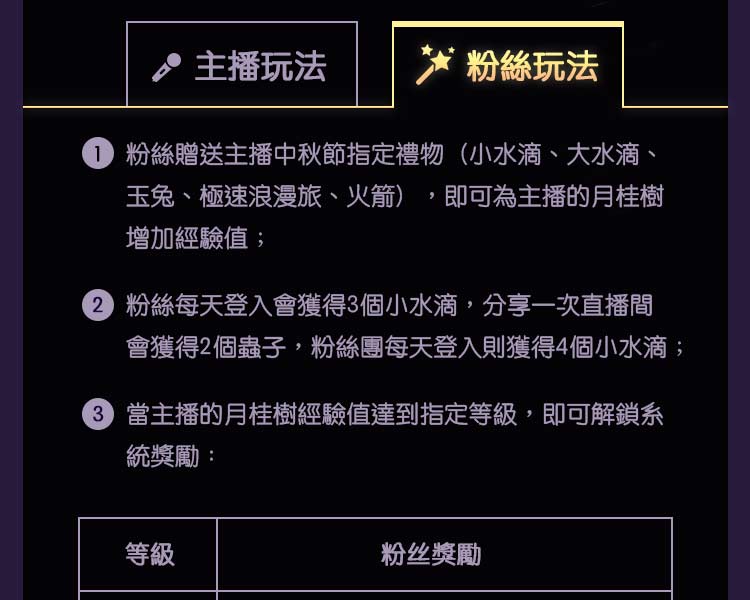 主播玩法
粉絲玩法
1 粉絲贈送主播中秋節指定禮物（小水滴、大水滴、
玉兔、極速浪漫旅、火箭），即可為主播的月桂樹
增加經驗值；
2 粉絲每天登入會獲得3個小水滴，分享一次直播間
會獲得2個蟲子，粉絲團每天登入則獲得4個小水滴；
3 當主播的月桂樹經驗值達到指定等級，即可解鎖系
統獎勵：
等級
粉丝獎勵